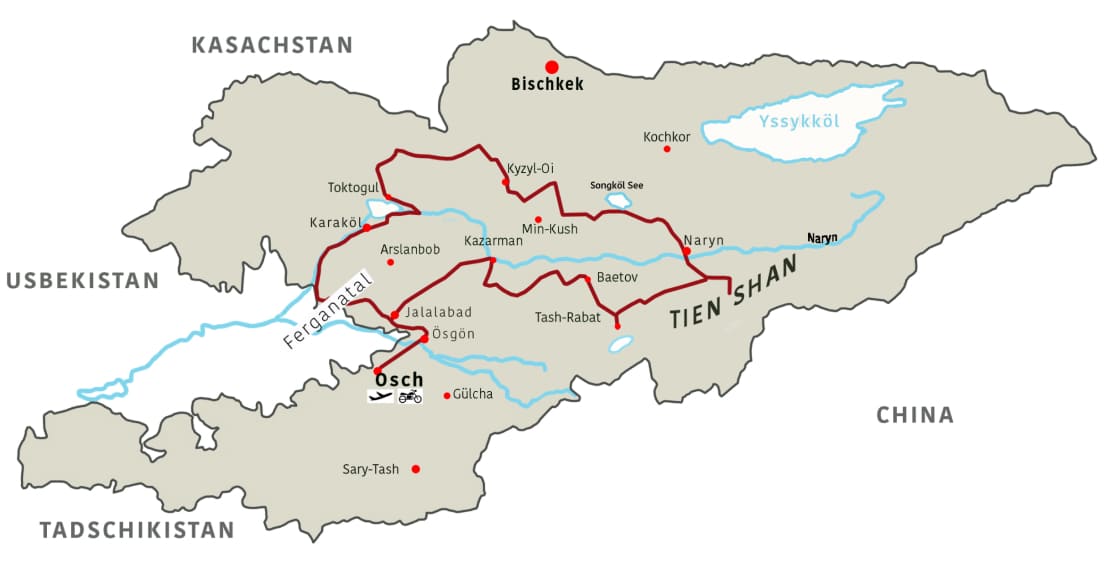 KASACHSTAN
Bischkek
Yssykköl
Kochkor
Kyzyl-Oi
Toktogul
Songköl See
Karaköl
Min-Kush
Kazarman
Naryn
Naryn
Arslanbob
USBEKISTAN
Baetov
TIEN SHAN
Ferganatal
Jalalabad
Tash-Rabat
Ösgön
Osch
Gülcha
CHINA
Sary-Tash
TADSCHIKISTAN